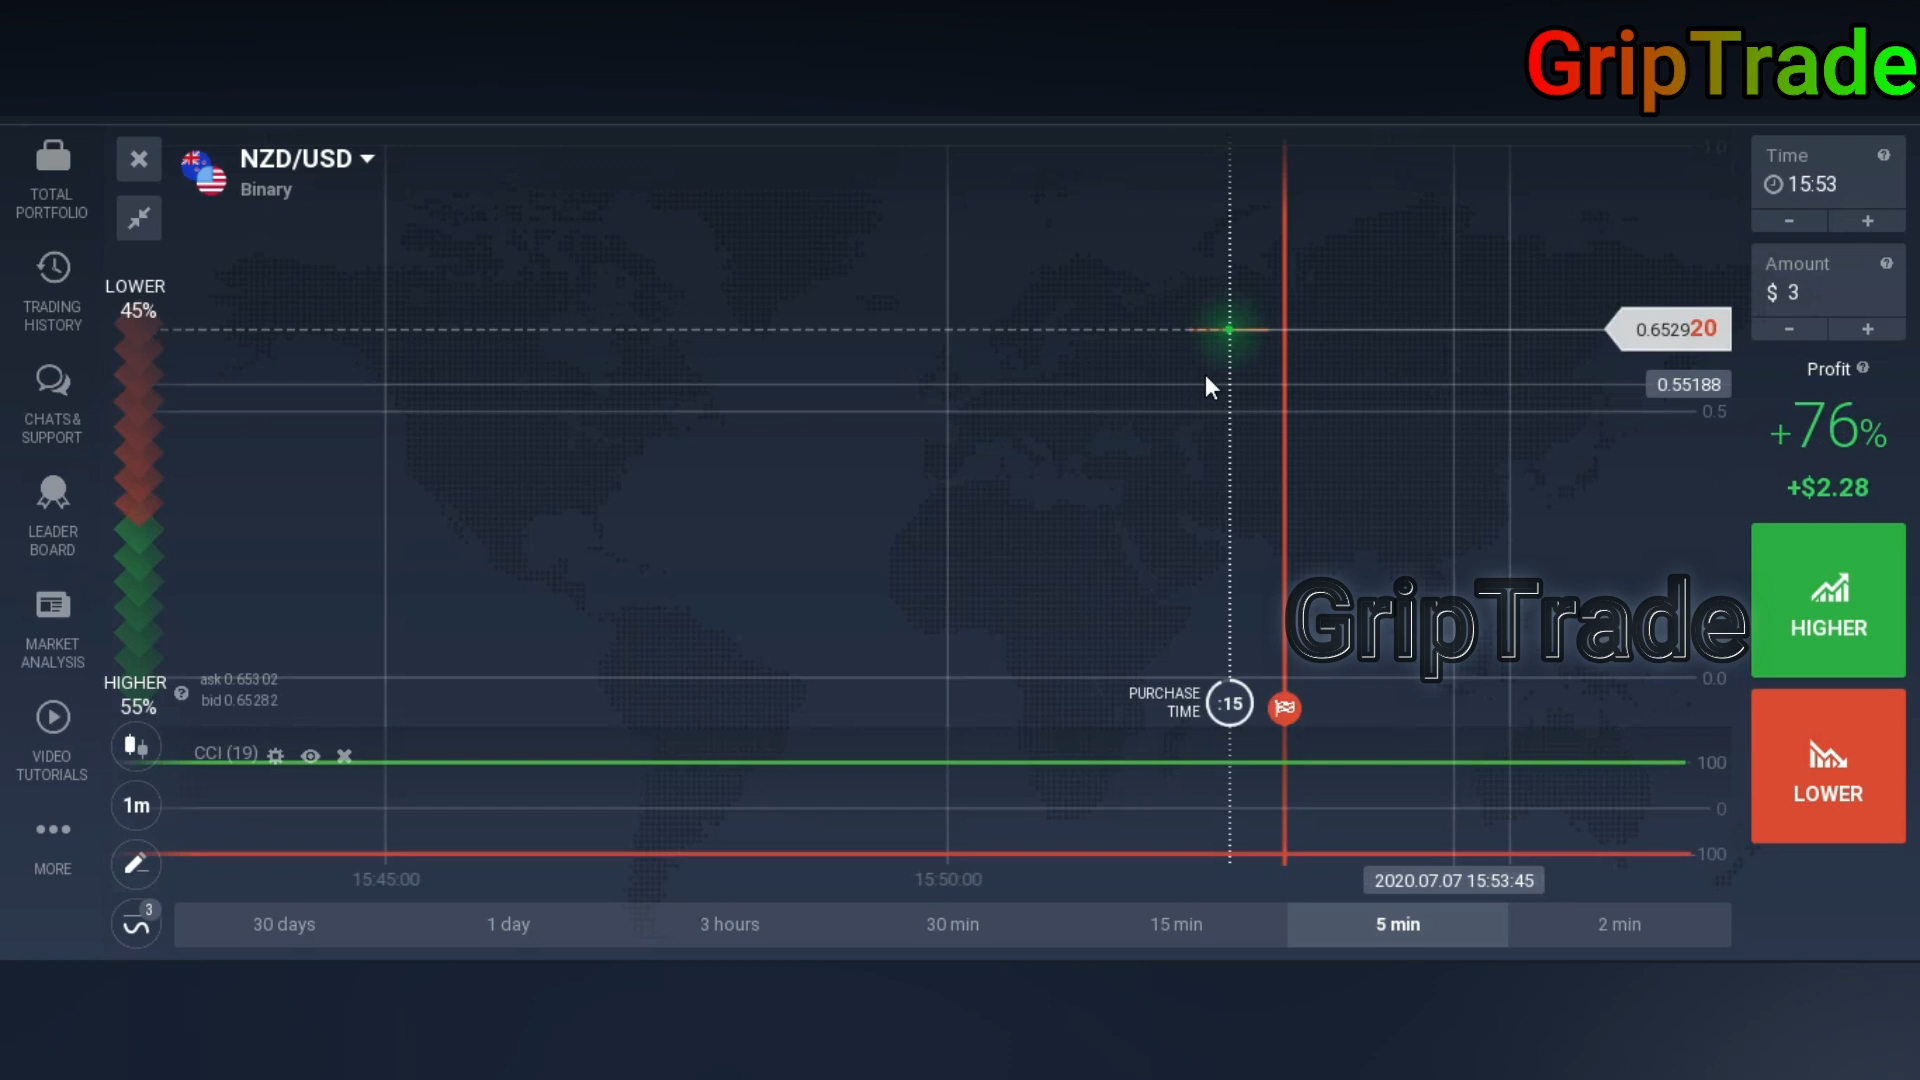 GripTrade
TOTAL
PORTFOLIO
TRADING
HISTORY
CHATS &
SUPPORT
LEADER
BOARD
MARKET
ANALYSIS
VIDEO
TUTORIALS
MORE
NZD/USD
Binary
LOWER
45%
HIGHER
55%
ask 0.65302
bid 0.65282
CCI (19)
1m
3
PURCHASE
TIME
:15
GripTrade
1.0
0.652920
0.55188
0.5
0.0
100
0
-100
15:45:00
15:50:00
2020.07.07 15:53:45
30 days
1 day
3 hours
30 min
15 min
5 min
2 min
Time
15:53
-
+
Amount
$ 3
-
+
Profit
+76%
+$2.28
HIGHER
LOWER